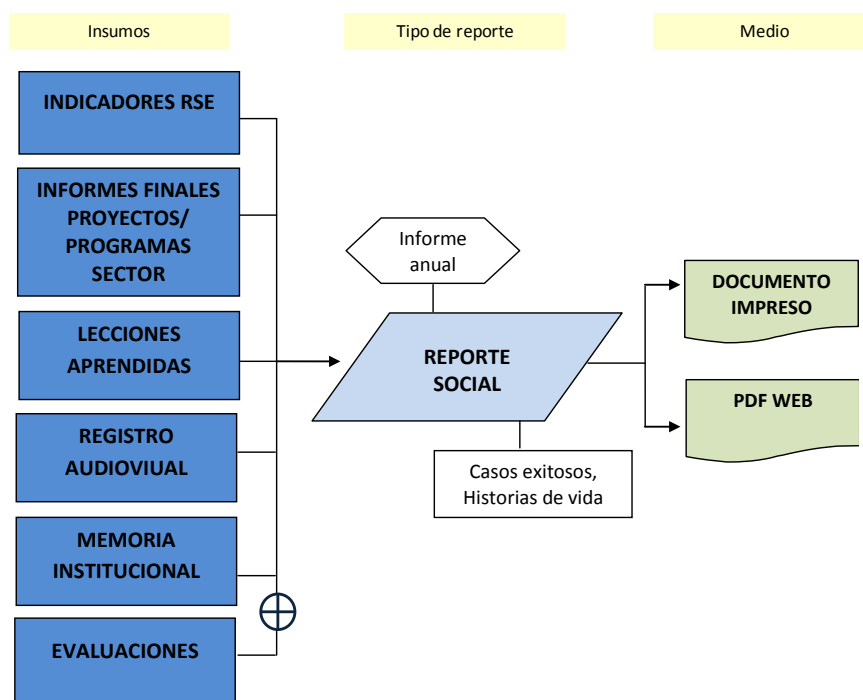 Insumos
Tipo de reporte
Medio
INDICADORES RSE
INFORMES FINALES
PROYECTOS/
PROGRAMAS
SECTOR
LECCIONES
APRENDIDAS
REGISTRO
AUDIOVIUAL
MEMORIA
INSTITUCIONAL
EVALUACIONES
Informe
anual
REPORTE
SOCIAL
Casos exitosos,
Historias de vida
DOCUMENTO
IMPRESO
PDF WEB